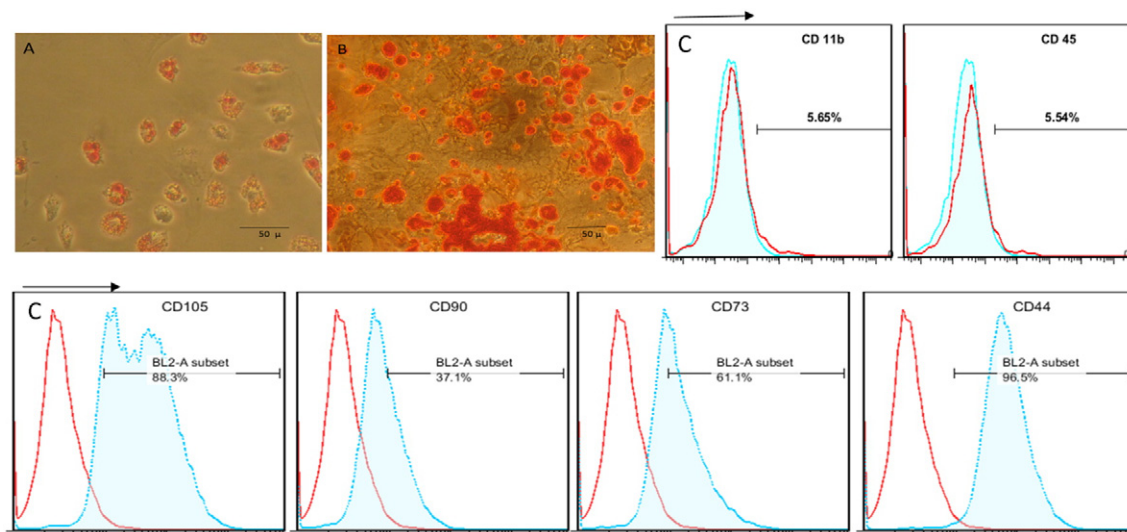 A
50 µ
B
50 µ
C
CD 11b
5.65%
CD 45
5.54%
C
CD105
BL2-A subset
88.3%
CD90
BL2-A subset
37.1%
CD73
BL2-A subset
61.1%
CD44
BL2-A subset
96.5%